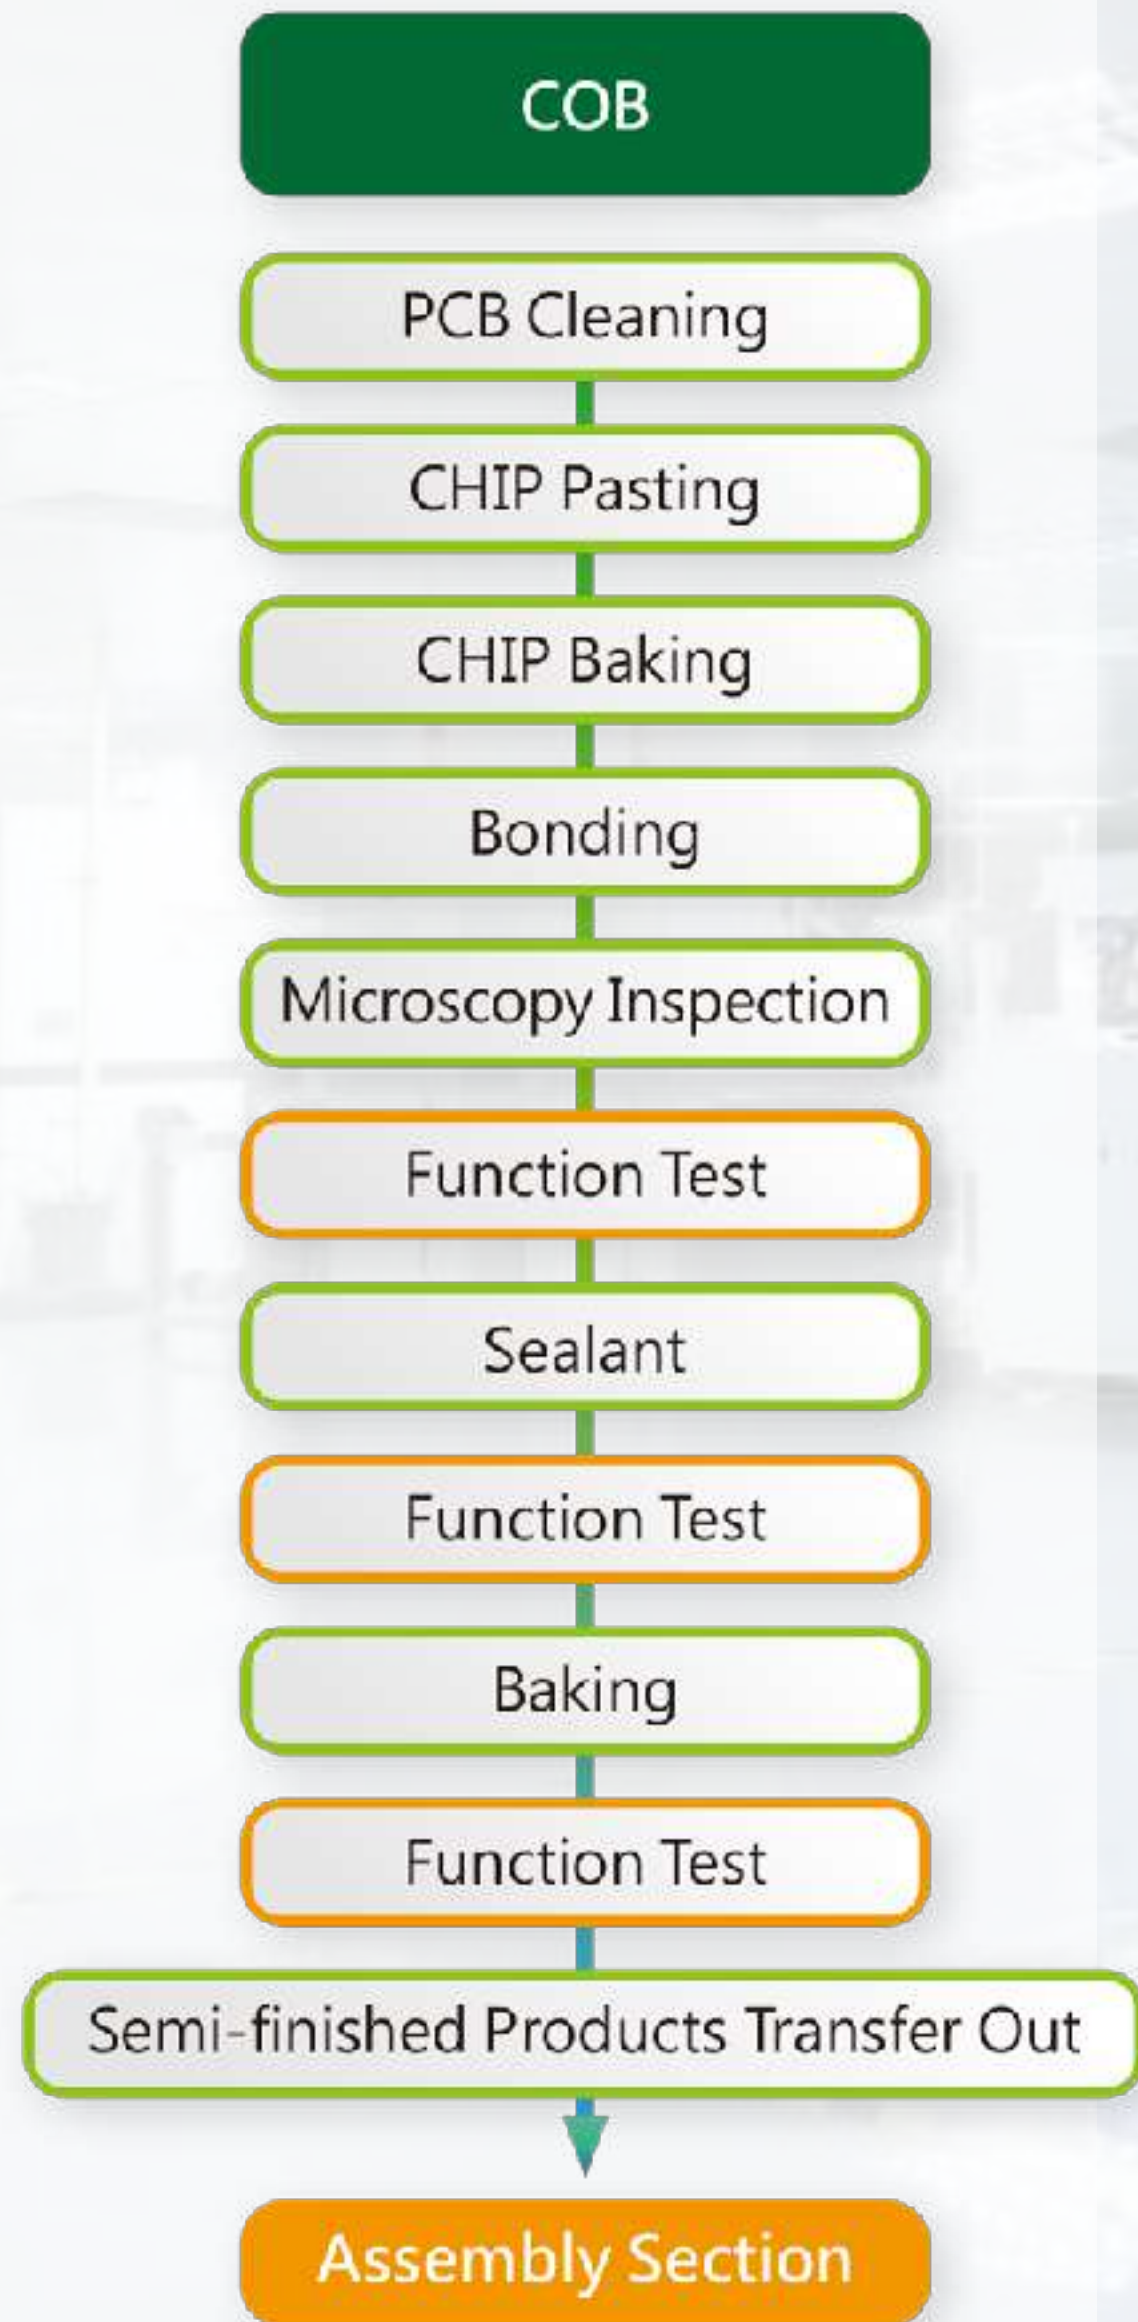 COB
PCB Cleaning
CHIP Pasting
CHIP Baking
Bonding
Microscopy Inspection
Function Test
Sealant
Function Test
Baking
Function Test
Semi-finished Products Transfer Out
Assembly Section